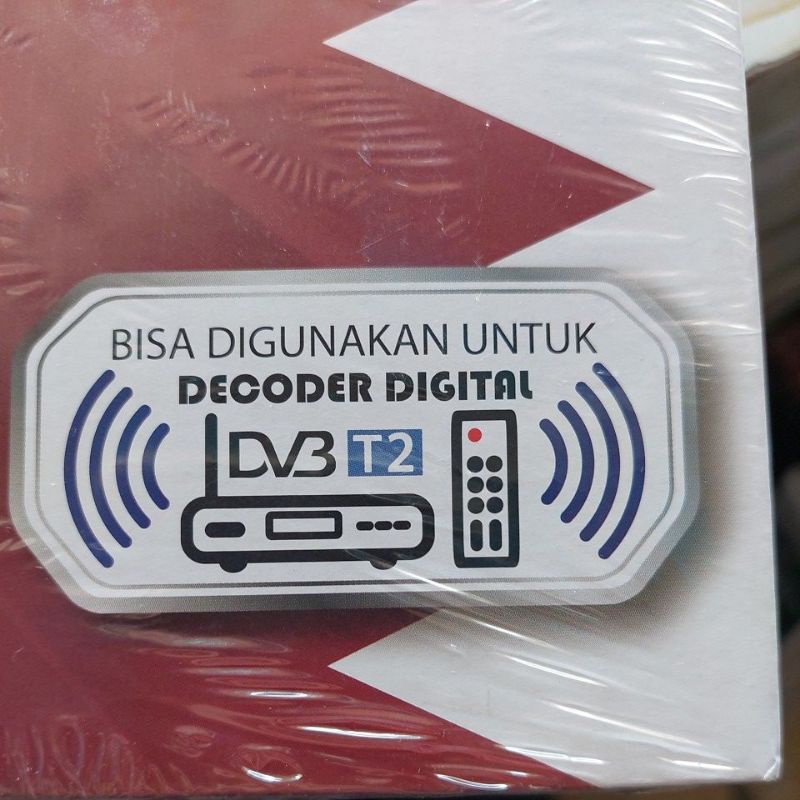 BISA DIGUNAKAN UNTUK
DECODER DIGITAL
DVB T2